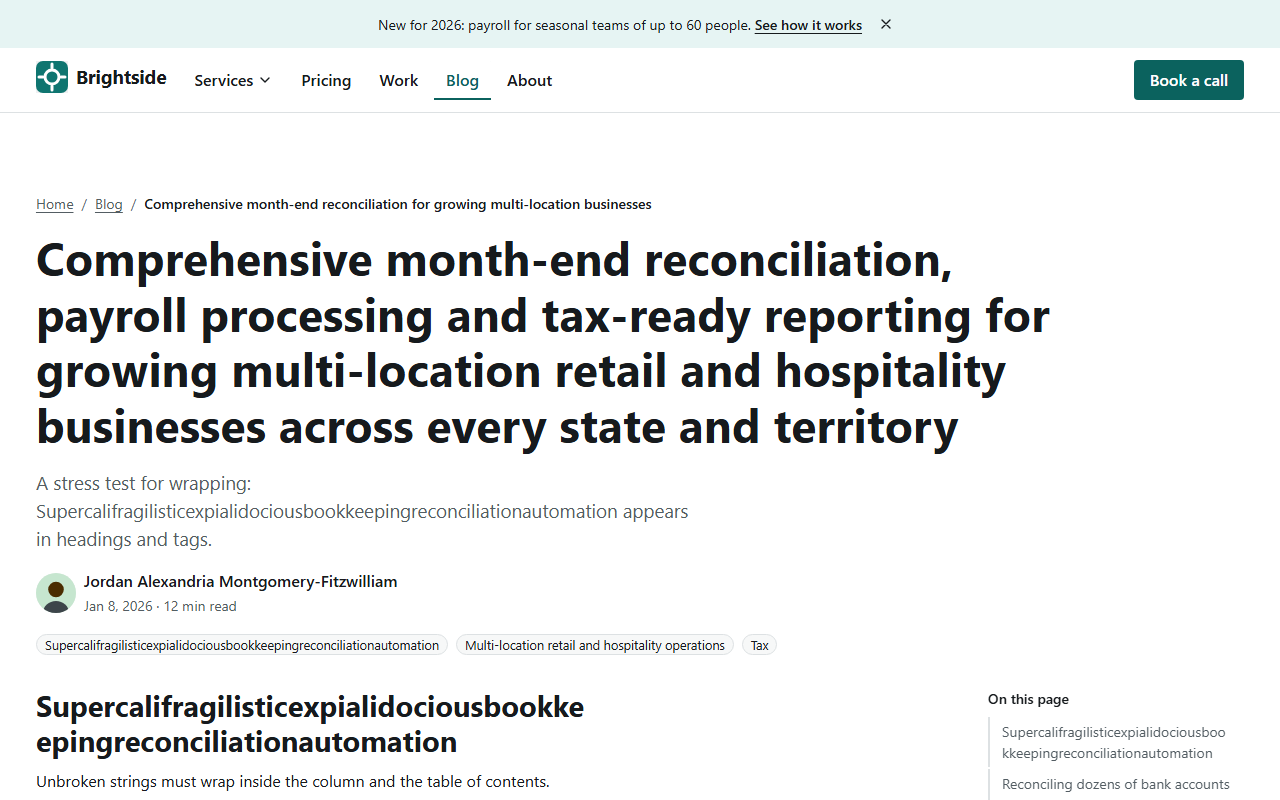 New for 2026: payroll for seasonal teams of up to 60 people. See how it works
Brightside Services Pricing Work Blog About Book a call
Home / Blog / Comprehensive month-end reconciliation for growing multi-location businesses
Comprehensive month-end reconciliation,
payroll processing and tax-ready reporting for
growing multi-location retail and hospitality
businesses across every state and territory
A stress test for wrapping:
Supercalifragilisticexpialidociousbookkeepingreconciliationautomation appears
in headings and tags.
Jordan Alexandria Montgomery-Fitzwilliam
Jan 8, 2026 · 12 min read
Supercalifragilisticexpialidociousbookkeepingreconciliationautomation Multi-location retail and hospitality operations Tax
Supercalifragilisticexpialidociousbookke
epingreconciliationautomation
Unbroken strings must wrap inside the column and the table of contents.
On this page
Supercalifragilisticexpialidociousboo
kkeepingreconciliationautomation
Reconciling dozens of bank accounts